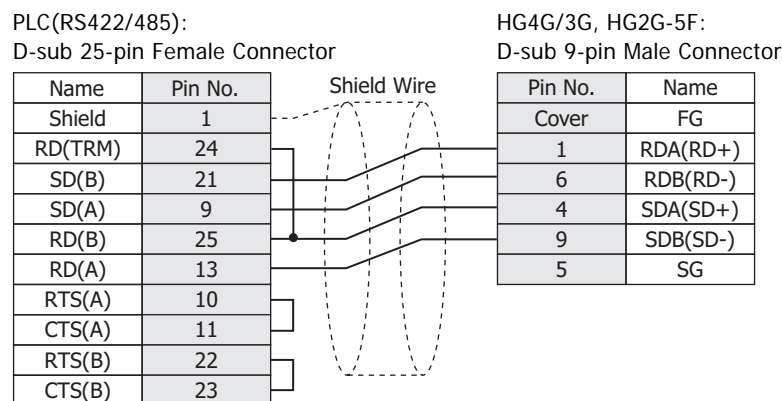 PLC(RS422/485):
D-sub 25-pin Female Connector
Name Pin No.
Shield 1
RD(TRM) 24
SD(B) 21
SD(A) 9
RD(B) 25
RD(A) 13
RTS(A) 10
CTS(A) 11
RTS(B) 22
CTS(B) 23
Shield Wire
HG4G/3G, HG2G-5F:
D-sub 9-pin Male Connector
Pin No. Name
Cover FG
1 RDA(RD+)
6 RDB(RD-)
4 SDA(SD+)
9 SDB(SD-)
5 SG